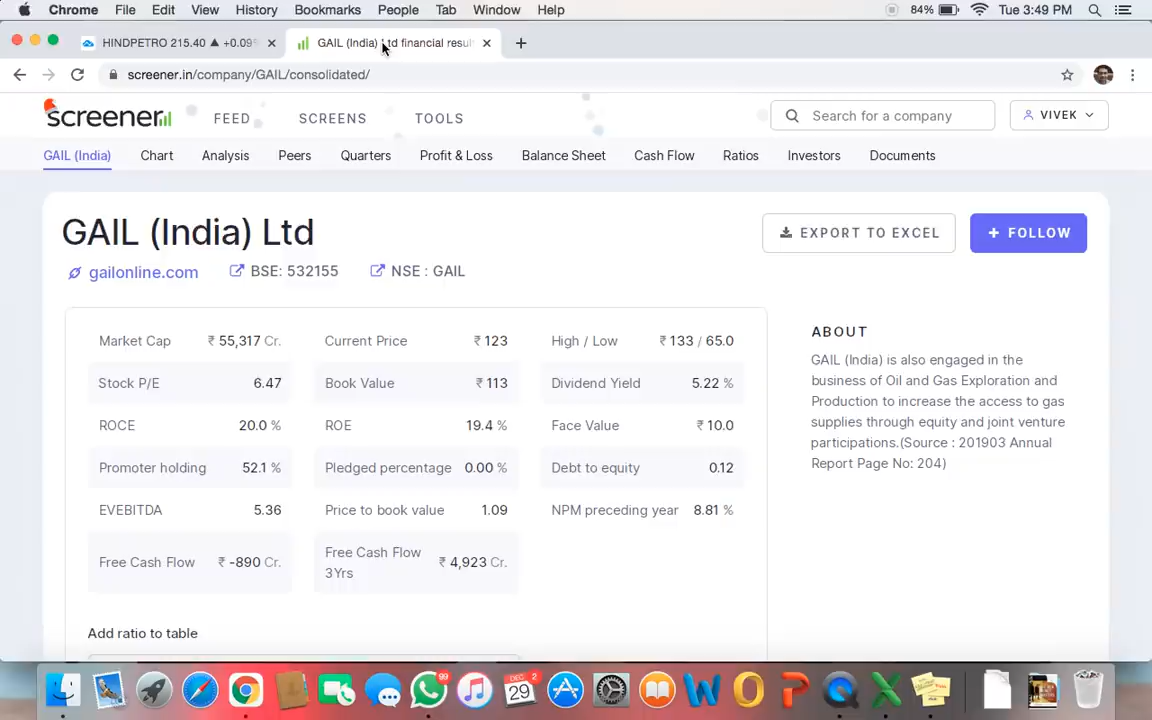 Chrome File Edit View History Bookmarks People Tab Window Help 84% Tue 3:49 PM
HINDPETRO 215.40 ▲ +0.09% GAIL (India) Ltd financial resul
screener.in/company/GAIL/consolidated/
screener FEED SCREENS TOOLS Search for a company VIVEK
GAIL (India) Chart Analysis Peers Quarters Profit & Loss Balance Sheet Cash Flow Ratios Investors Documents
GAIL (India) Ltd EXPORT TO EXCEL + FOLLOW
gailonline.com BSE: 532155 NSE : GAIL
Market Cap ₹ 55,317 Cr. Current Price ₹ 123 High / Low ₹ 133 / 65.0
Stock P/E 6.47 Book Value ₹ 113 Dividend Yield 5.22 %
ROCE 20.0 % ROE 19.4 % Face Value ₹ 10.0
Promoter holding 52.1 % Pledged percentage 0.00 % Debt to equity 0.12
EVEBITDA 5.36 Price to book value 1.09 NPM preceding year 8.81 %
Free Cash Flow ₹ -890 Cr. Free Cash Flow 3Yrs ₹ 4,923 Cr.
Add ratio to table
ABOUT
GAIL (India) is also engaged in the
business of Oil and Gas Exploration and
Production to increase the access to gas
supplies through equity and joint venture
participations.(Source : 201903 Annual
Report Page No: 204)
99 DEC 29 2